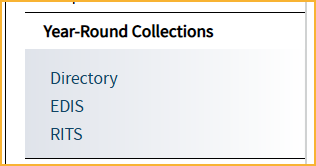 Year-Round Collections
Directory
EDIS
RITS